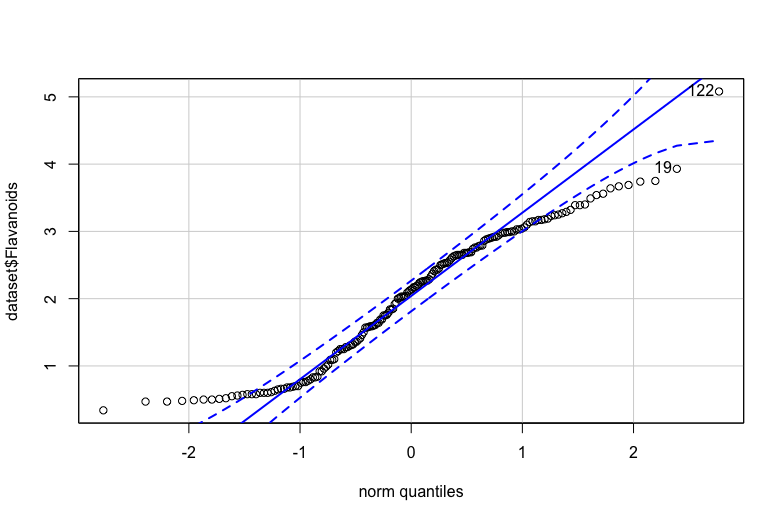 dataset$Flavanoids
5
4
3
2
1
122
19
-2 -1 0 1 2
norm quantiles